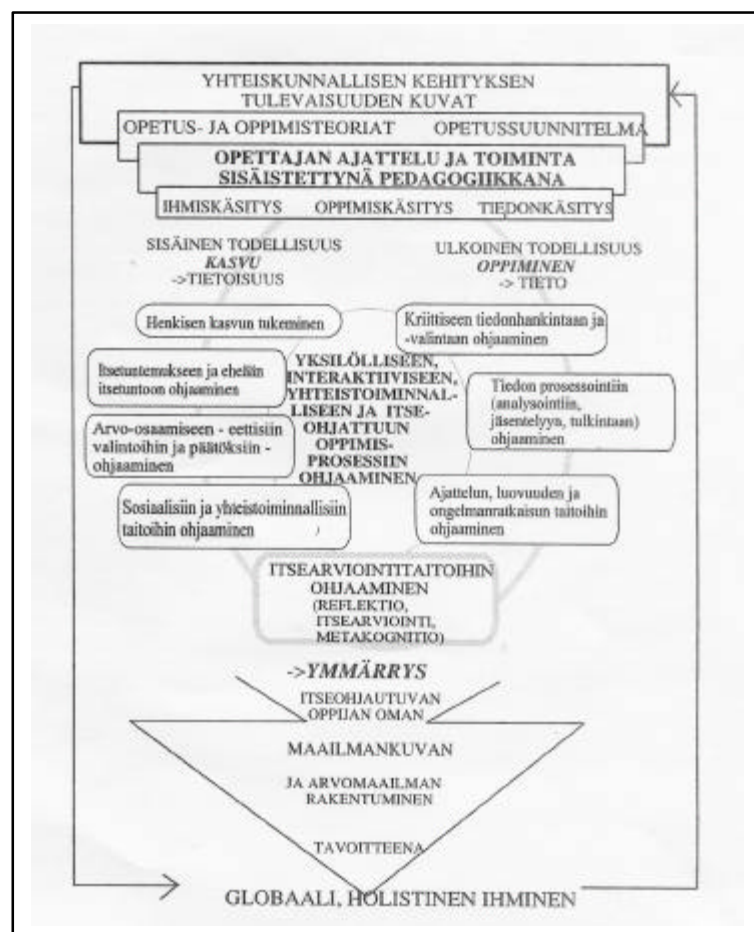 YHTEISKUNNALLISEN KEHITYKSEN
TULEVAISUUDEN KUVAT
OPETUS- JA OPPIMISTEORIAT OPETUSSUUNNITELMA
OPETTAJAN AJATTELU JA TOIMINTA
SISÄISTETTYNÄ PEDAGOGIIKKANA
IHMISKÄSITYS OPPIMISKÄSITYS TIEDONKÄSITYS
SISÄINEN TODELLISUUS
KASVU
->TIETOISUUS
ULKOINEN TODELLISUUS
OPPIMINEN
-> TIETO
Henkisen kasvun tukeminen
Kriittiseen tiedonhankintaan ja
-valintaan ohjaaminen
Itsetuntemukseen ja eheään
itsetuntoon ohjaaminen
Arvo-osaamiseen - eettisiin
valintoihin ja päätöksiin -
ohjaaminen
Sosiaalisiin ja yhteistoiminnallisiin
taitoihin ohjaaminen
YKSILÖLLISEEN,
INTERAKTIIVISEEN,
YHTEISTOIMINNAL-
LISEEN JA ITSE-
OHJATTUUN
OPPIMIS-
PROSESSIIN
OHJAAMINEN
Tiedon prosessointiin
(analysointiin,
jäsentelyyn, tulkintaan)
ohjaaminen
Ajattelun, luovuuden ja
ongelmanratkaisun taitoihin
ohjaaminen
ITSEARVIOINTITAITOIHIN
OHJAAMINEN
(REFLEKTIO,
ITSEARVIOINTI,
METAKOGNITIO)
->YMMÄRRYS
ITSEOHJAUTUVAN
OPPIJAN OMAN
MAAILMANKUVAN
JA ARVOMAAILMAN
RAKENTUMINEN
TAVOITTEENA
GLOBAALI, HOLISTINEN IHMINEN